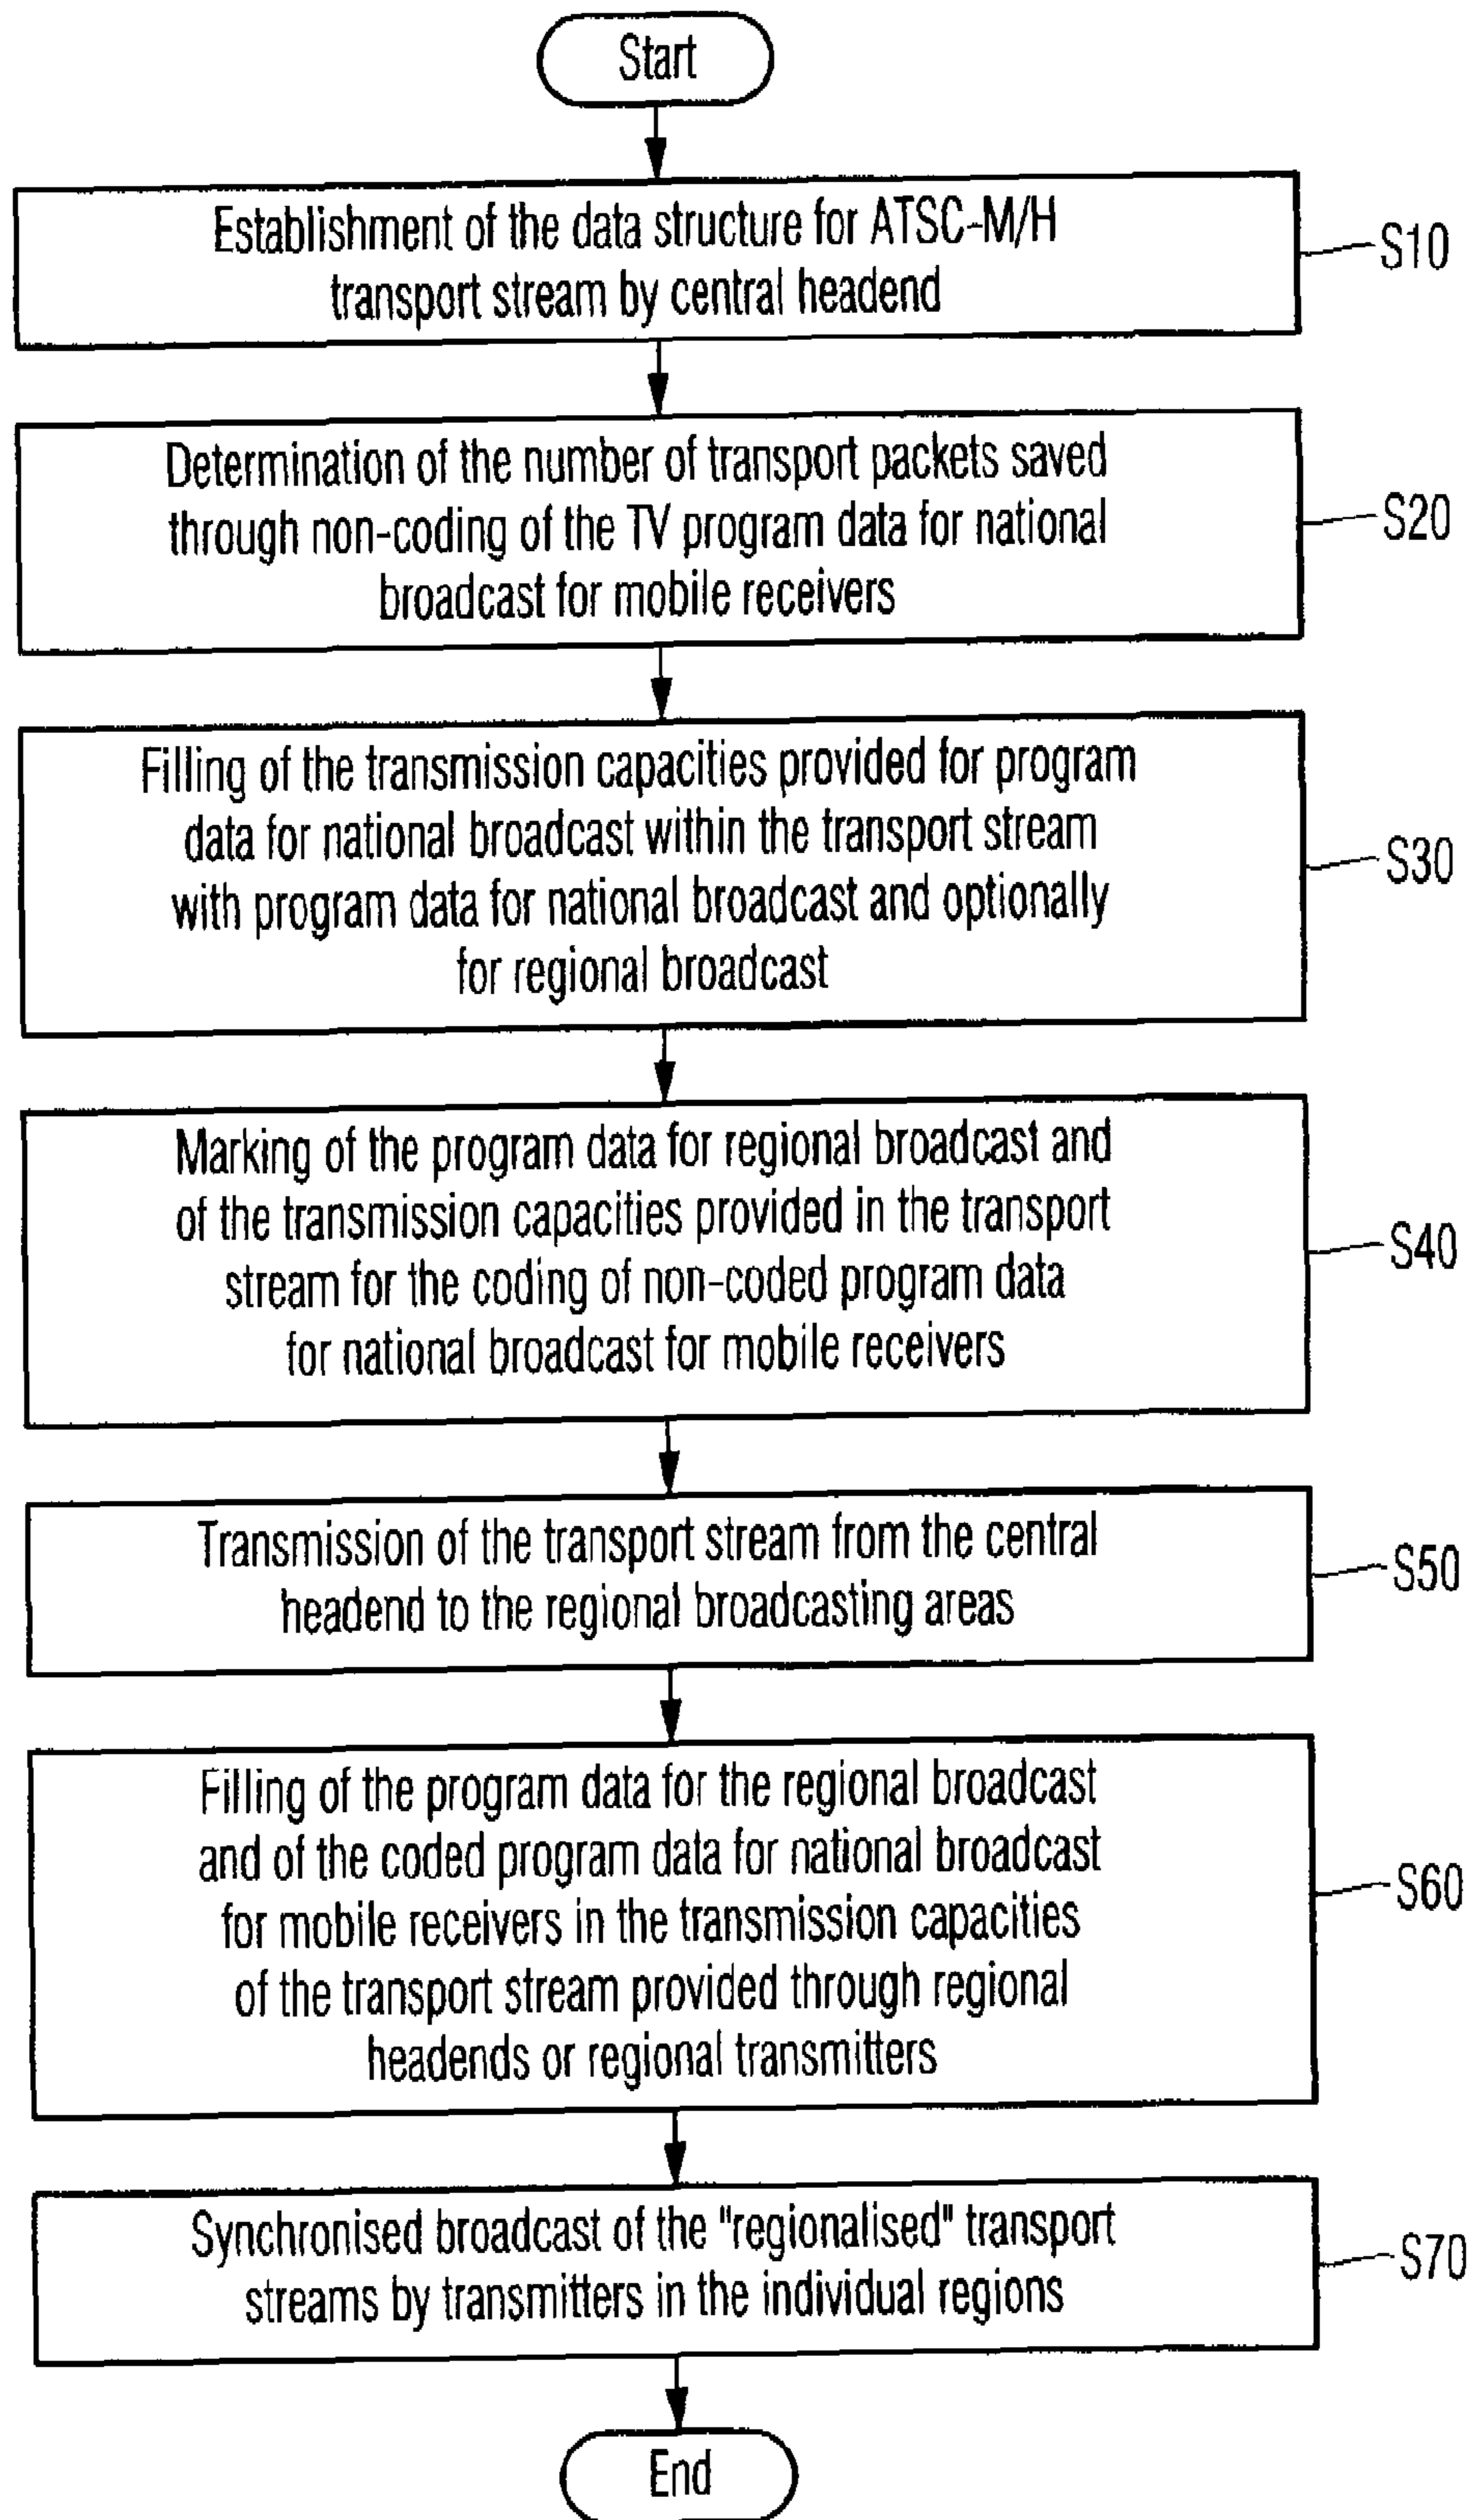 Start
Establishment of the data structure for ATSC-M/H
transport stream by central headend
S10
Determination of the number of transport packets saved
through non-coding of the TV program data for national
broadcast for mobile receivers
S20
Filling of the transmission capacities provided for program
data for national broadcast within the transport stream
with program data for national broadcast and optionally
for regional broadcast
S30
Marking of the program data for regional broadcast and
of the transmission capacities provided in the transport
stream for the coding of non-coded program data
for national broadcast for mobile receivers
S40
Transmission of the transport stream from the central
headend to the regional broadcasting areas
S50
Filling of the program data for the regional broadcast
and of the coded program data for national broadcast
for mobile receivers in the transmission capacities
of the transport stream provided through regional
headends or regional transmitters
S60
Synchronised broadcast of the "regionalised" transport
streams by transmitters in the individual regions
S70
End